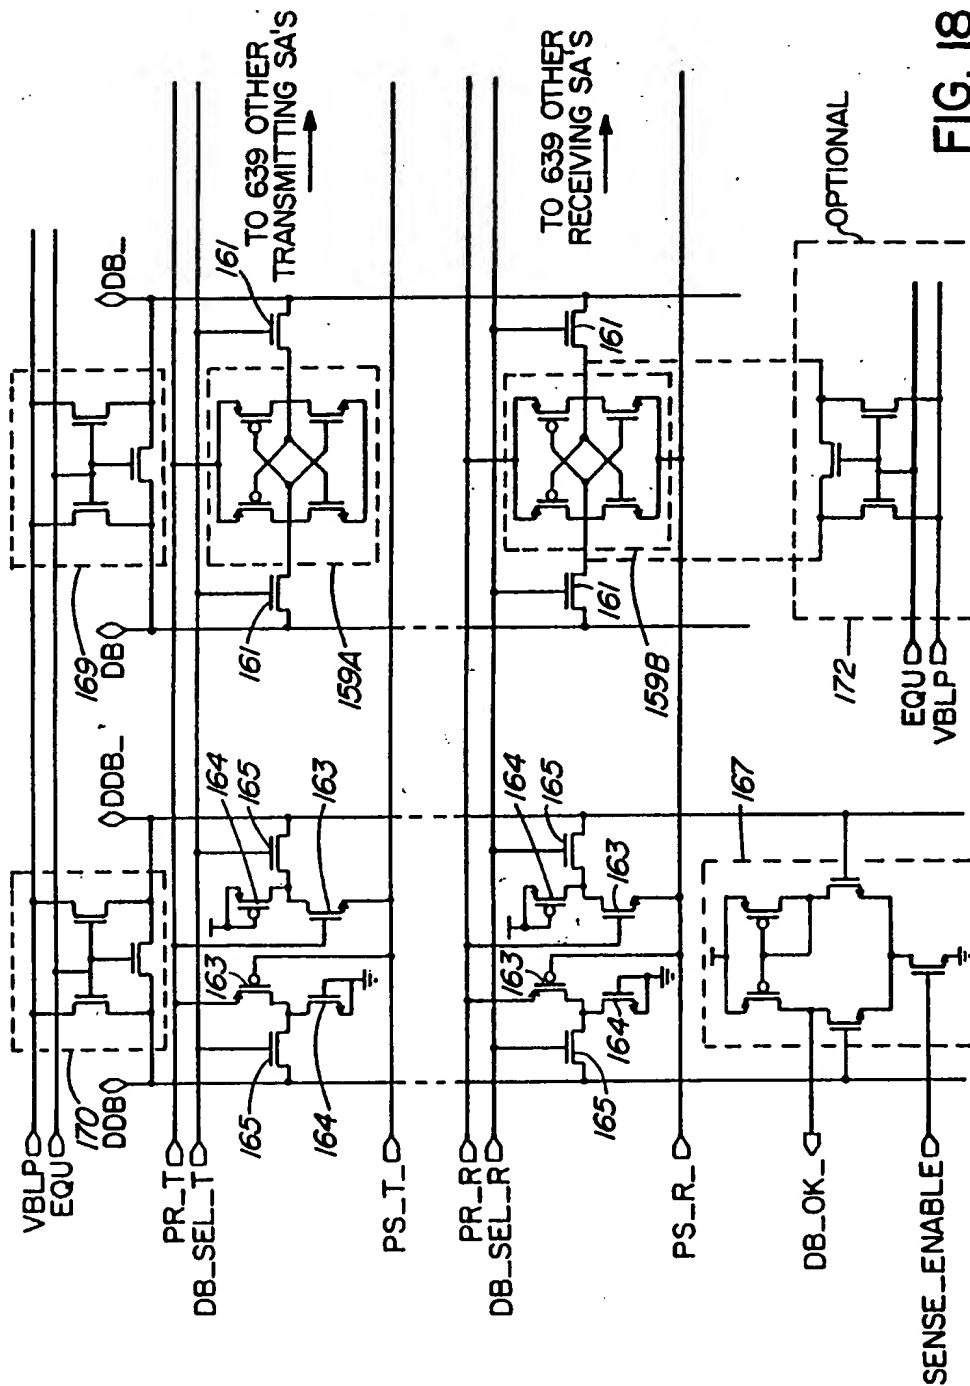 VBLP
EQU
170
DDB
DDB_
169
DB
DB_
PR_T
DB_SEL_T
165
164
163
164
165
163
PS_T_
161
159A
161
TO 639 OTHER
TRANSMITTING SA'S
PR_R
DB_SEL_R
165
164
163
164
165
163
PS_R_
161
159B
161
TO 639 OTHER
RECEIVING SA'S
DB_OK_
SENSE_ENABLE
167
EQU
VBLP
172
OPTIONAL
FIG. 18